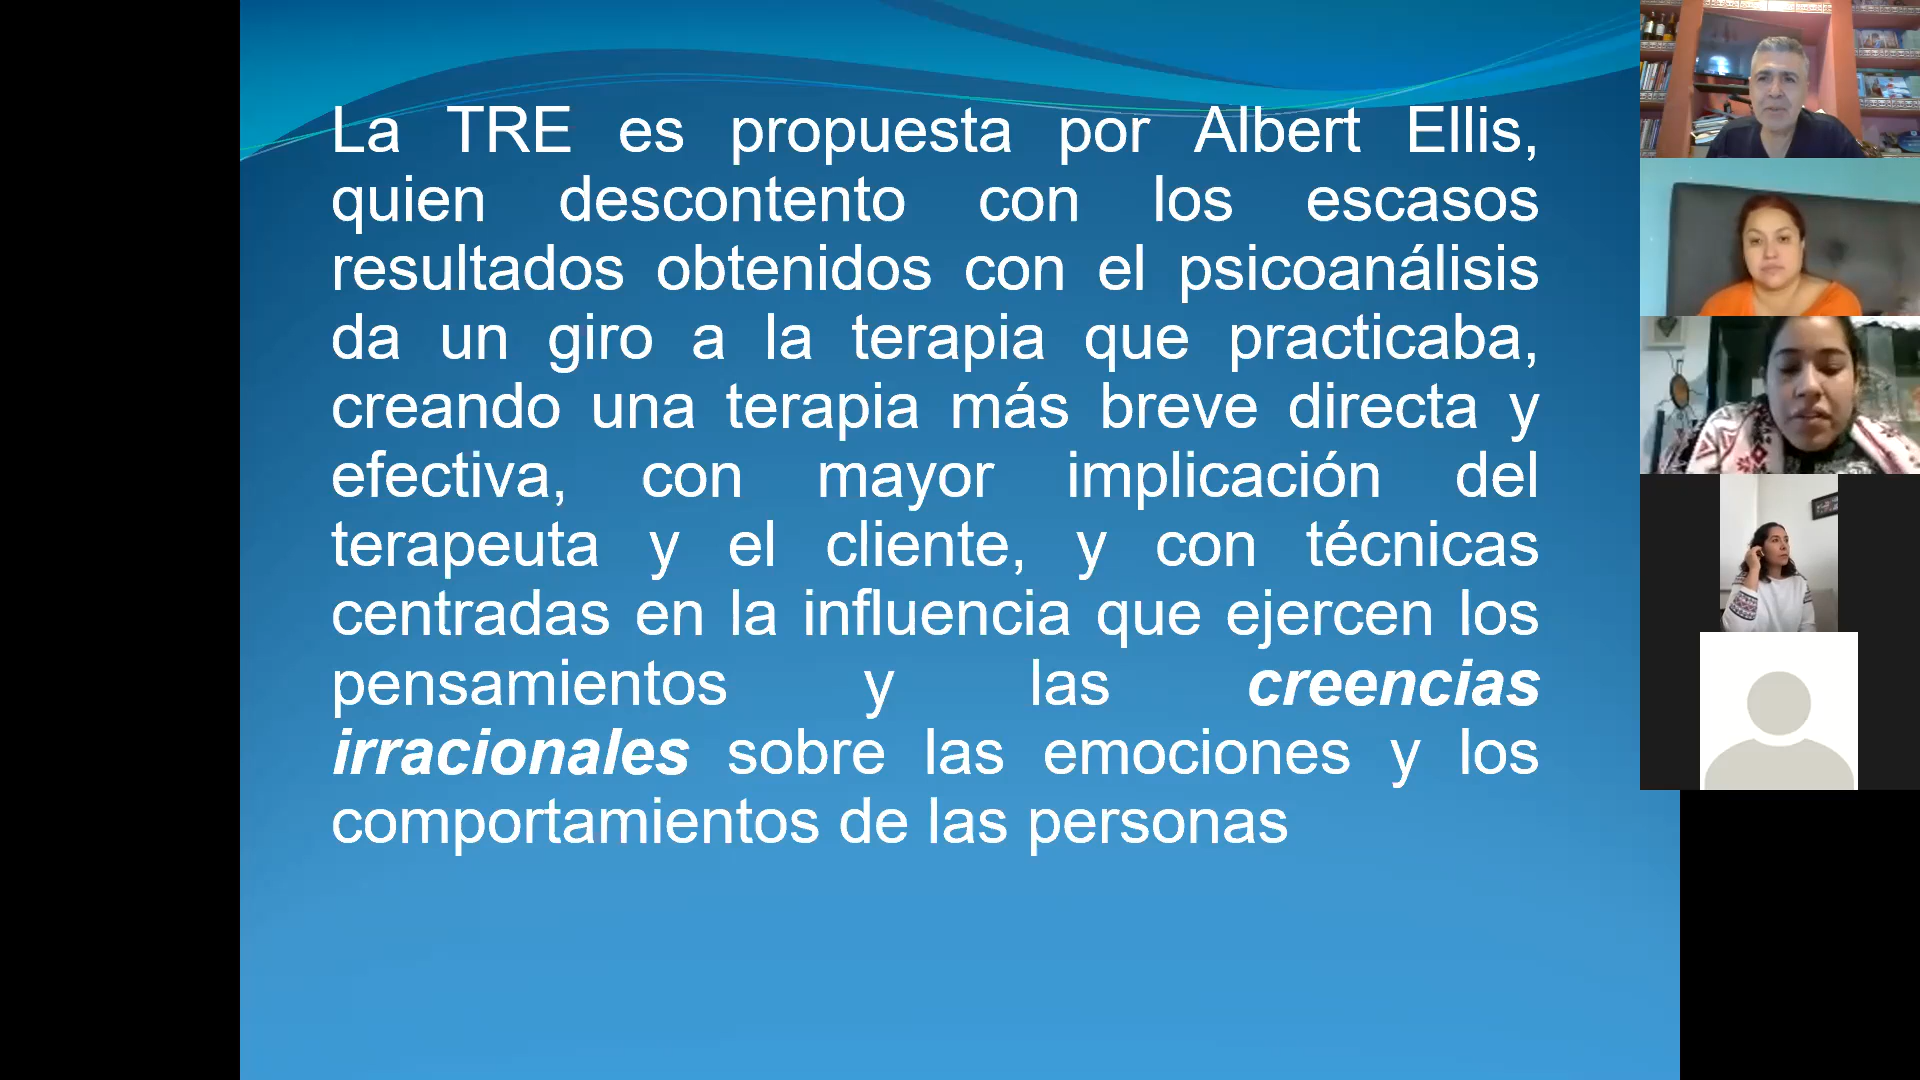 La TRE es propuesta por Albert Ellis,
quien descontento con los escasos
resultados obtenidos con el psicoanálisis
da un giro a la terapia que practicaba,
creando una terapia más breve directa y
efectiva, con mayor implicación del
terapeuta y el cliente, y con técnicas
centradas en la influencia que ejercen los
pensamientos y las creencias
irracionales sobre las emociones y los
comportamientos de las personas